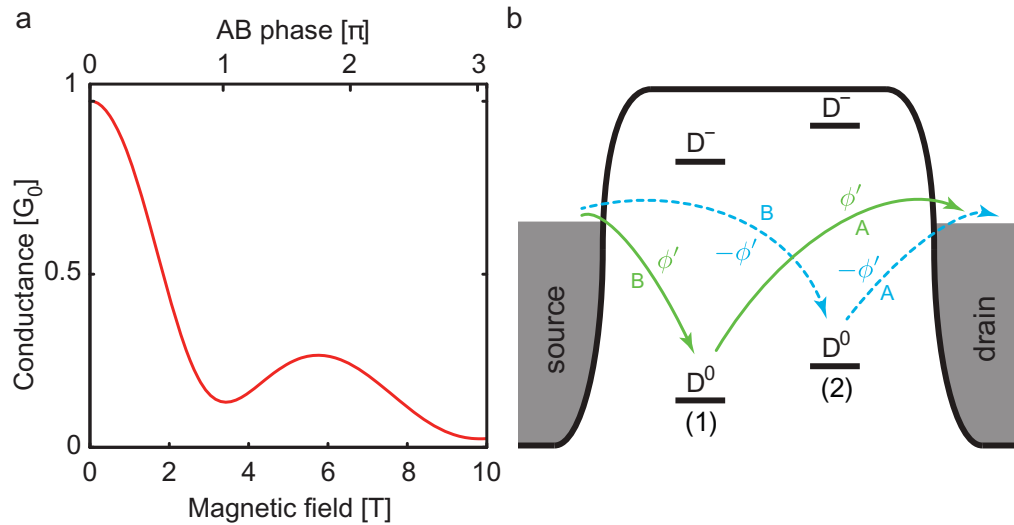 a
AB phase [π]
0 1 2 3
Conductance [G₀]
1
0.5
0
0 2 4 6 8 10
Magnetic field [T]
b
D⁻
D⁻
B
ϕ′
A
−ϕ′
ϕ′
B
−ϕ′
A
source
drain
D⁰
(2)
D⁰
(1)